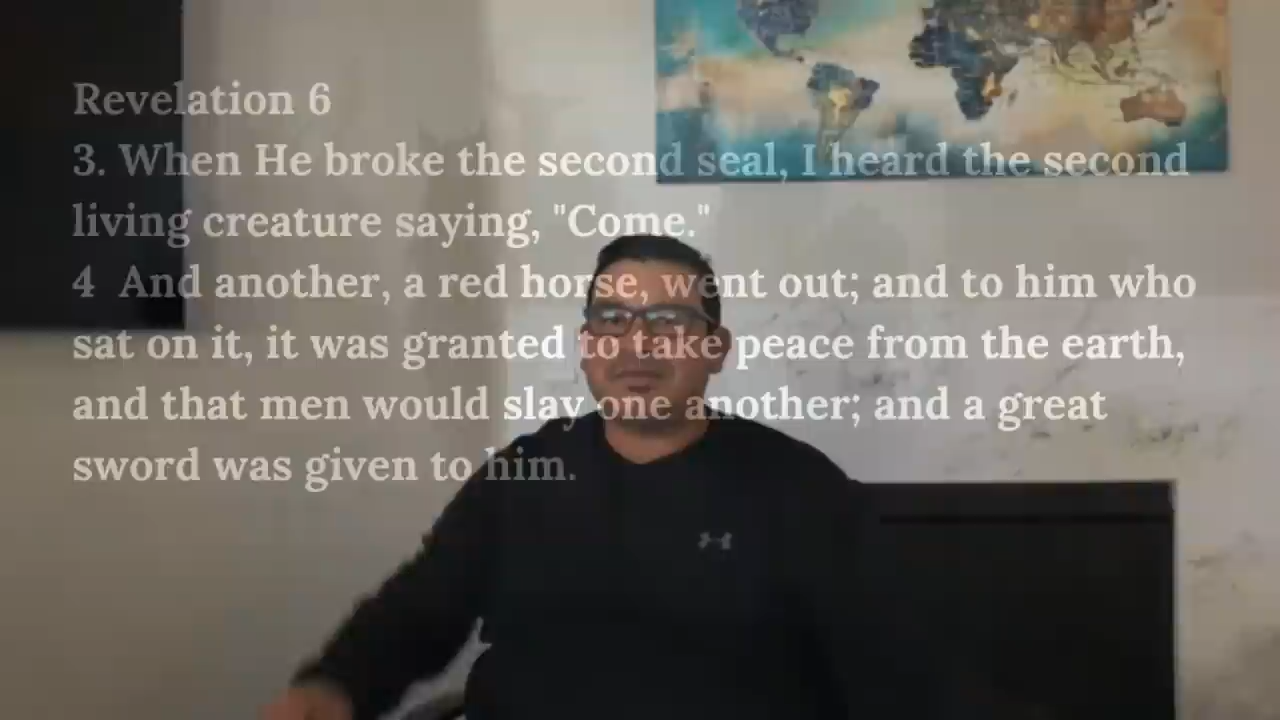 Revelation 6
3. When He broke the second seal, I heard the second
living creature saying, "Come."
4 And another, a red horse, went out; and to him who
sat on it, it was granted to take peace from the earth,
and that men would slay one another; and a great
sword was given to him.